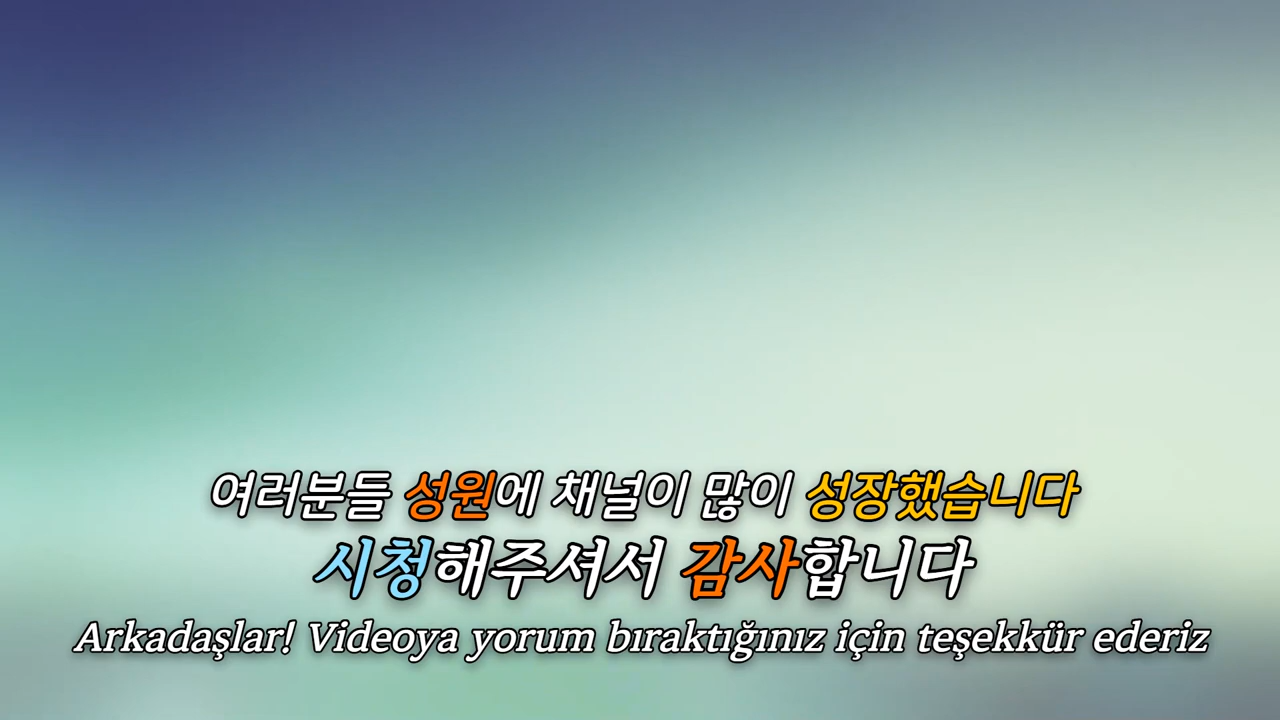 여러분들 성원에 채널이 많이 성장했습니다
시청해주셔서 감사합니다
Arkadaşlar! Videoya yorum bıraktığınız için teşekkür ederiz